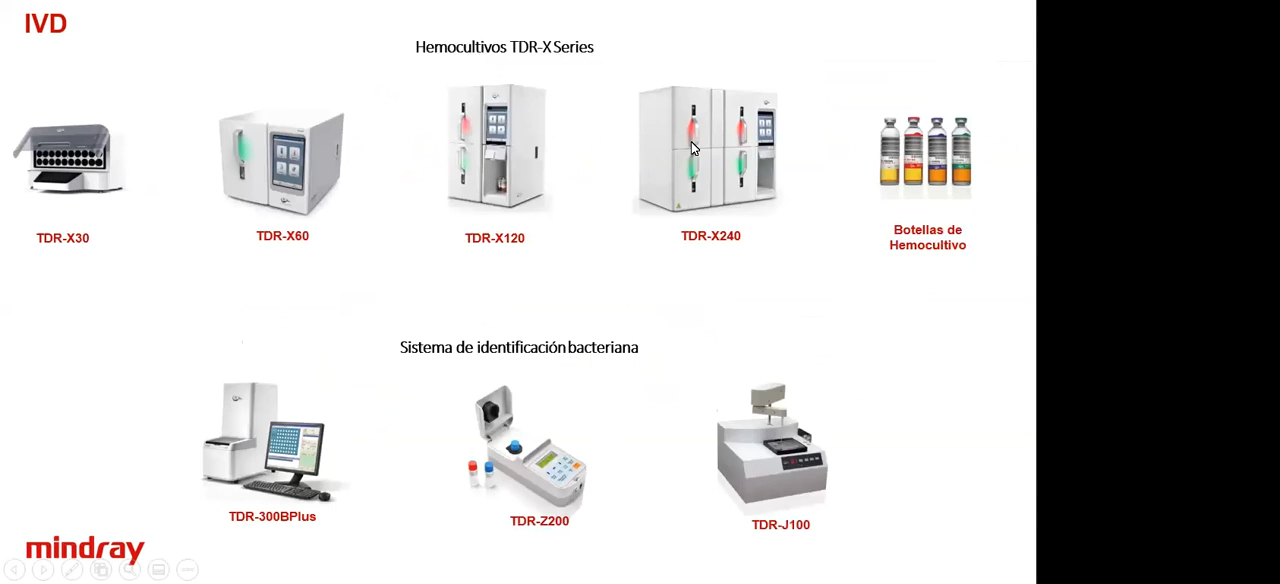 IVD
Hemocultivos TDR-X Series
TDR-X30
TDR-X60
TDR-X120
TDR-X240
Botellas de
Hemocultivo
Sistema de identificación bacteriana
TDR-300BPlus
TDR-Z200
TDR-J100
mindray